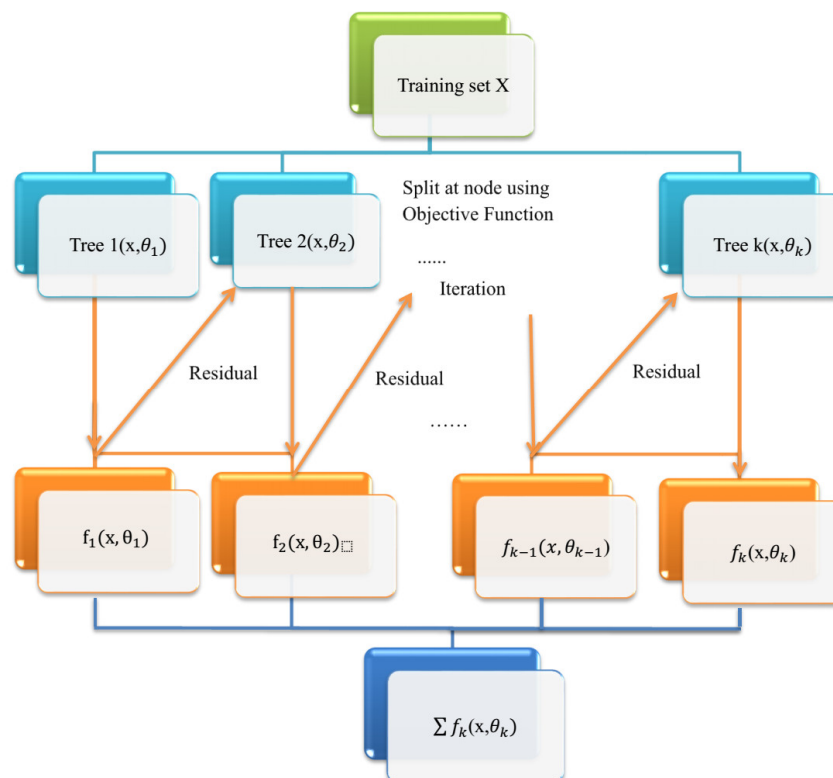 Training set X
Split at node using
Objective Function
Tree 1(x,θ₁)
Tree 2(x,θ₂)
Tree k(x,θₖ)
......
Iteration
Residual
Residual
Residual
......
f₁(x, θ₁)
f₂(x, θ₂)
fₖ₋₁(x, θₖ₋₁)
fₖ(x,θₖ)
∑ fₖ(x,θₖ)